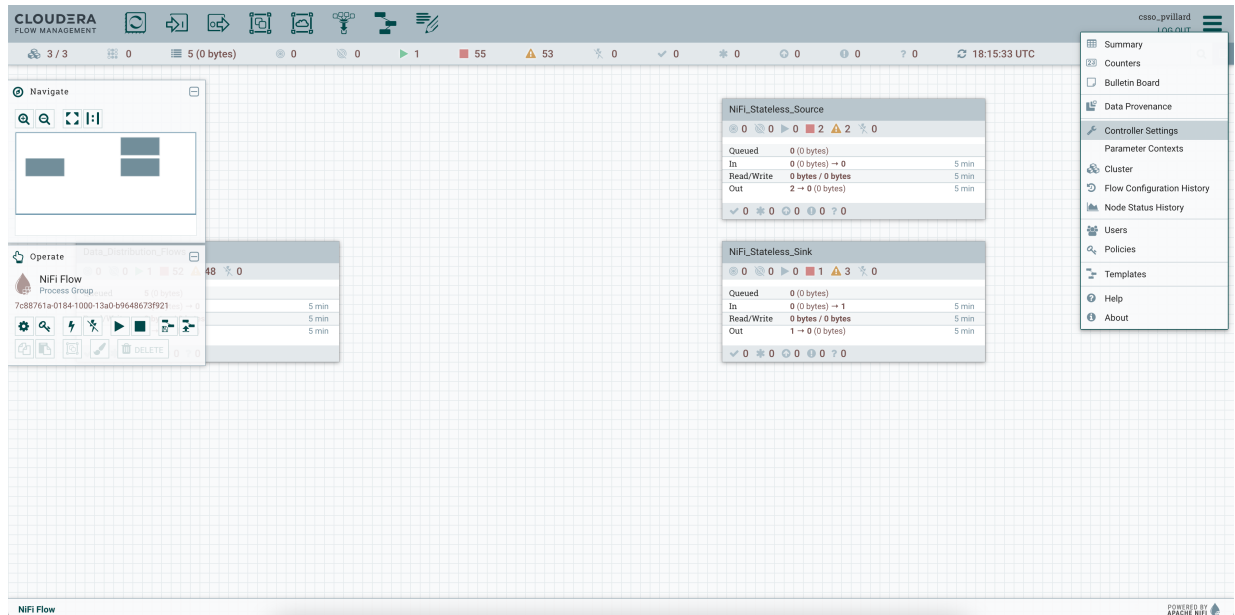 CLOUDERA
FLOW MANAGEMENT
csso_pvillard
LOG OUT
3 / 3 0 5 (0 bytes) 0 0 1 55 53 0 0 0 0 0 ? 0 18:15:33 UTC
Summary
Counters
Bulletin Board
Data Provenance
Controller Settings
Parameter Contexts
Cluster
Flow Configuration History
Node Status History
Users
Policies
Templates
Help
About
Navigate
Operate
Data_Distribution_Flows
0 0 1 52 48 0
NiFi Flow
Process Group
7c88761a-0184-1000-13a0-b9648673f921
5 min
5 min
5 min
DELETE
NiFi_Stateless_Source
0 0 0 2 2 0
Queued 0 (0 bytes)
In 0 (0 bytes) → 0 5 min
Read/Write 0 bytes / 0 bytes 5 min
Out 2 → 0 (0 bytes) 5 min
0 0 0 0 ? 0
NiFi_Stateless_Sink
0 0 0 1 3 0
Queued 0 (0 bytes)
In 0 (0 bytes) → 1 5 min
Read/Write 0 bytes / 0 bytes 5 min
Out 1 → 0 (0 bytes) 5 min
0 0 0 0 ? 0
NiFi Flow
POWERED BY
APACHE NIFI